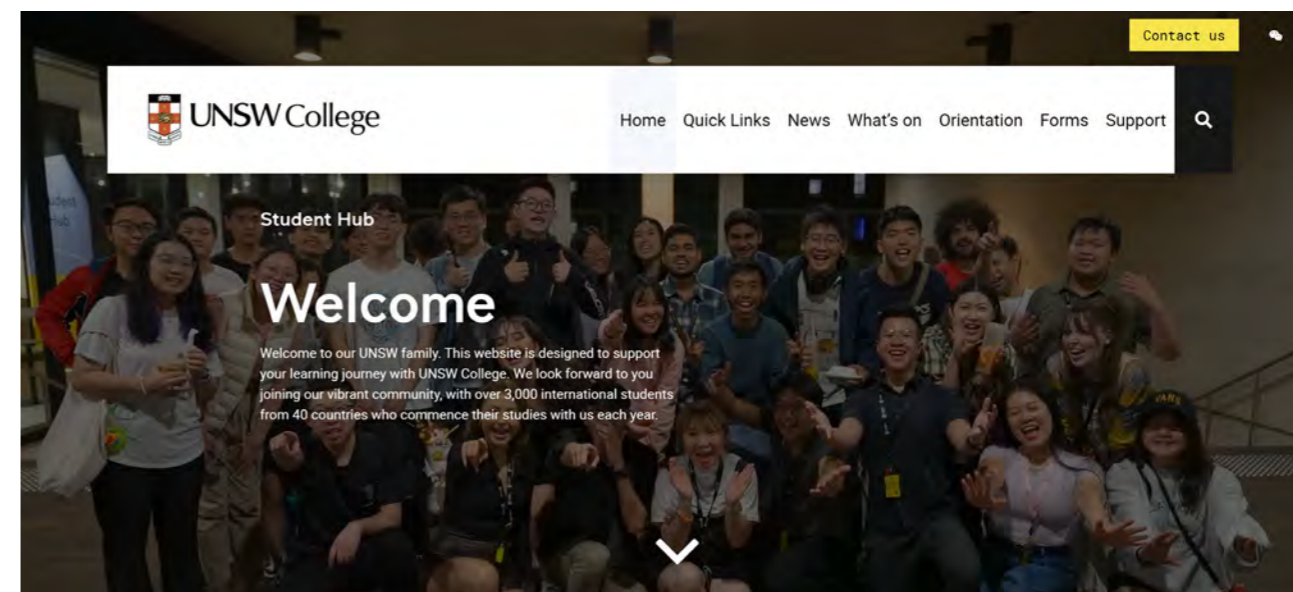 Contact us
UNSW College
Home Quick Links News What's on Orientation Forms Support
Student Hub
Welcome
Welcome to our UNSW family. This website is designed to support
your learning journey with UNSW College. We look forward to you
joining our vibrant community, with over 3,000 international students
from 40 countries who commence their studies with us each year.
VANS